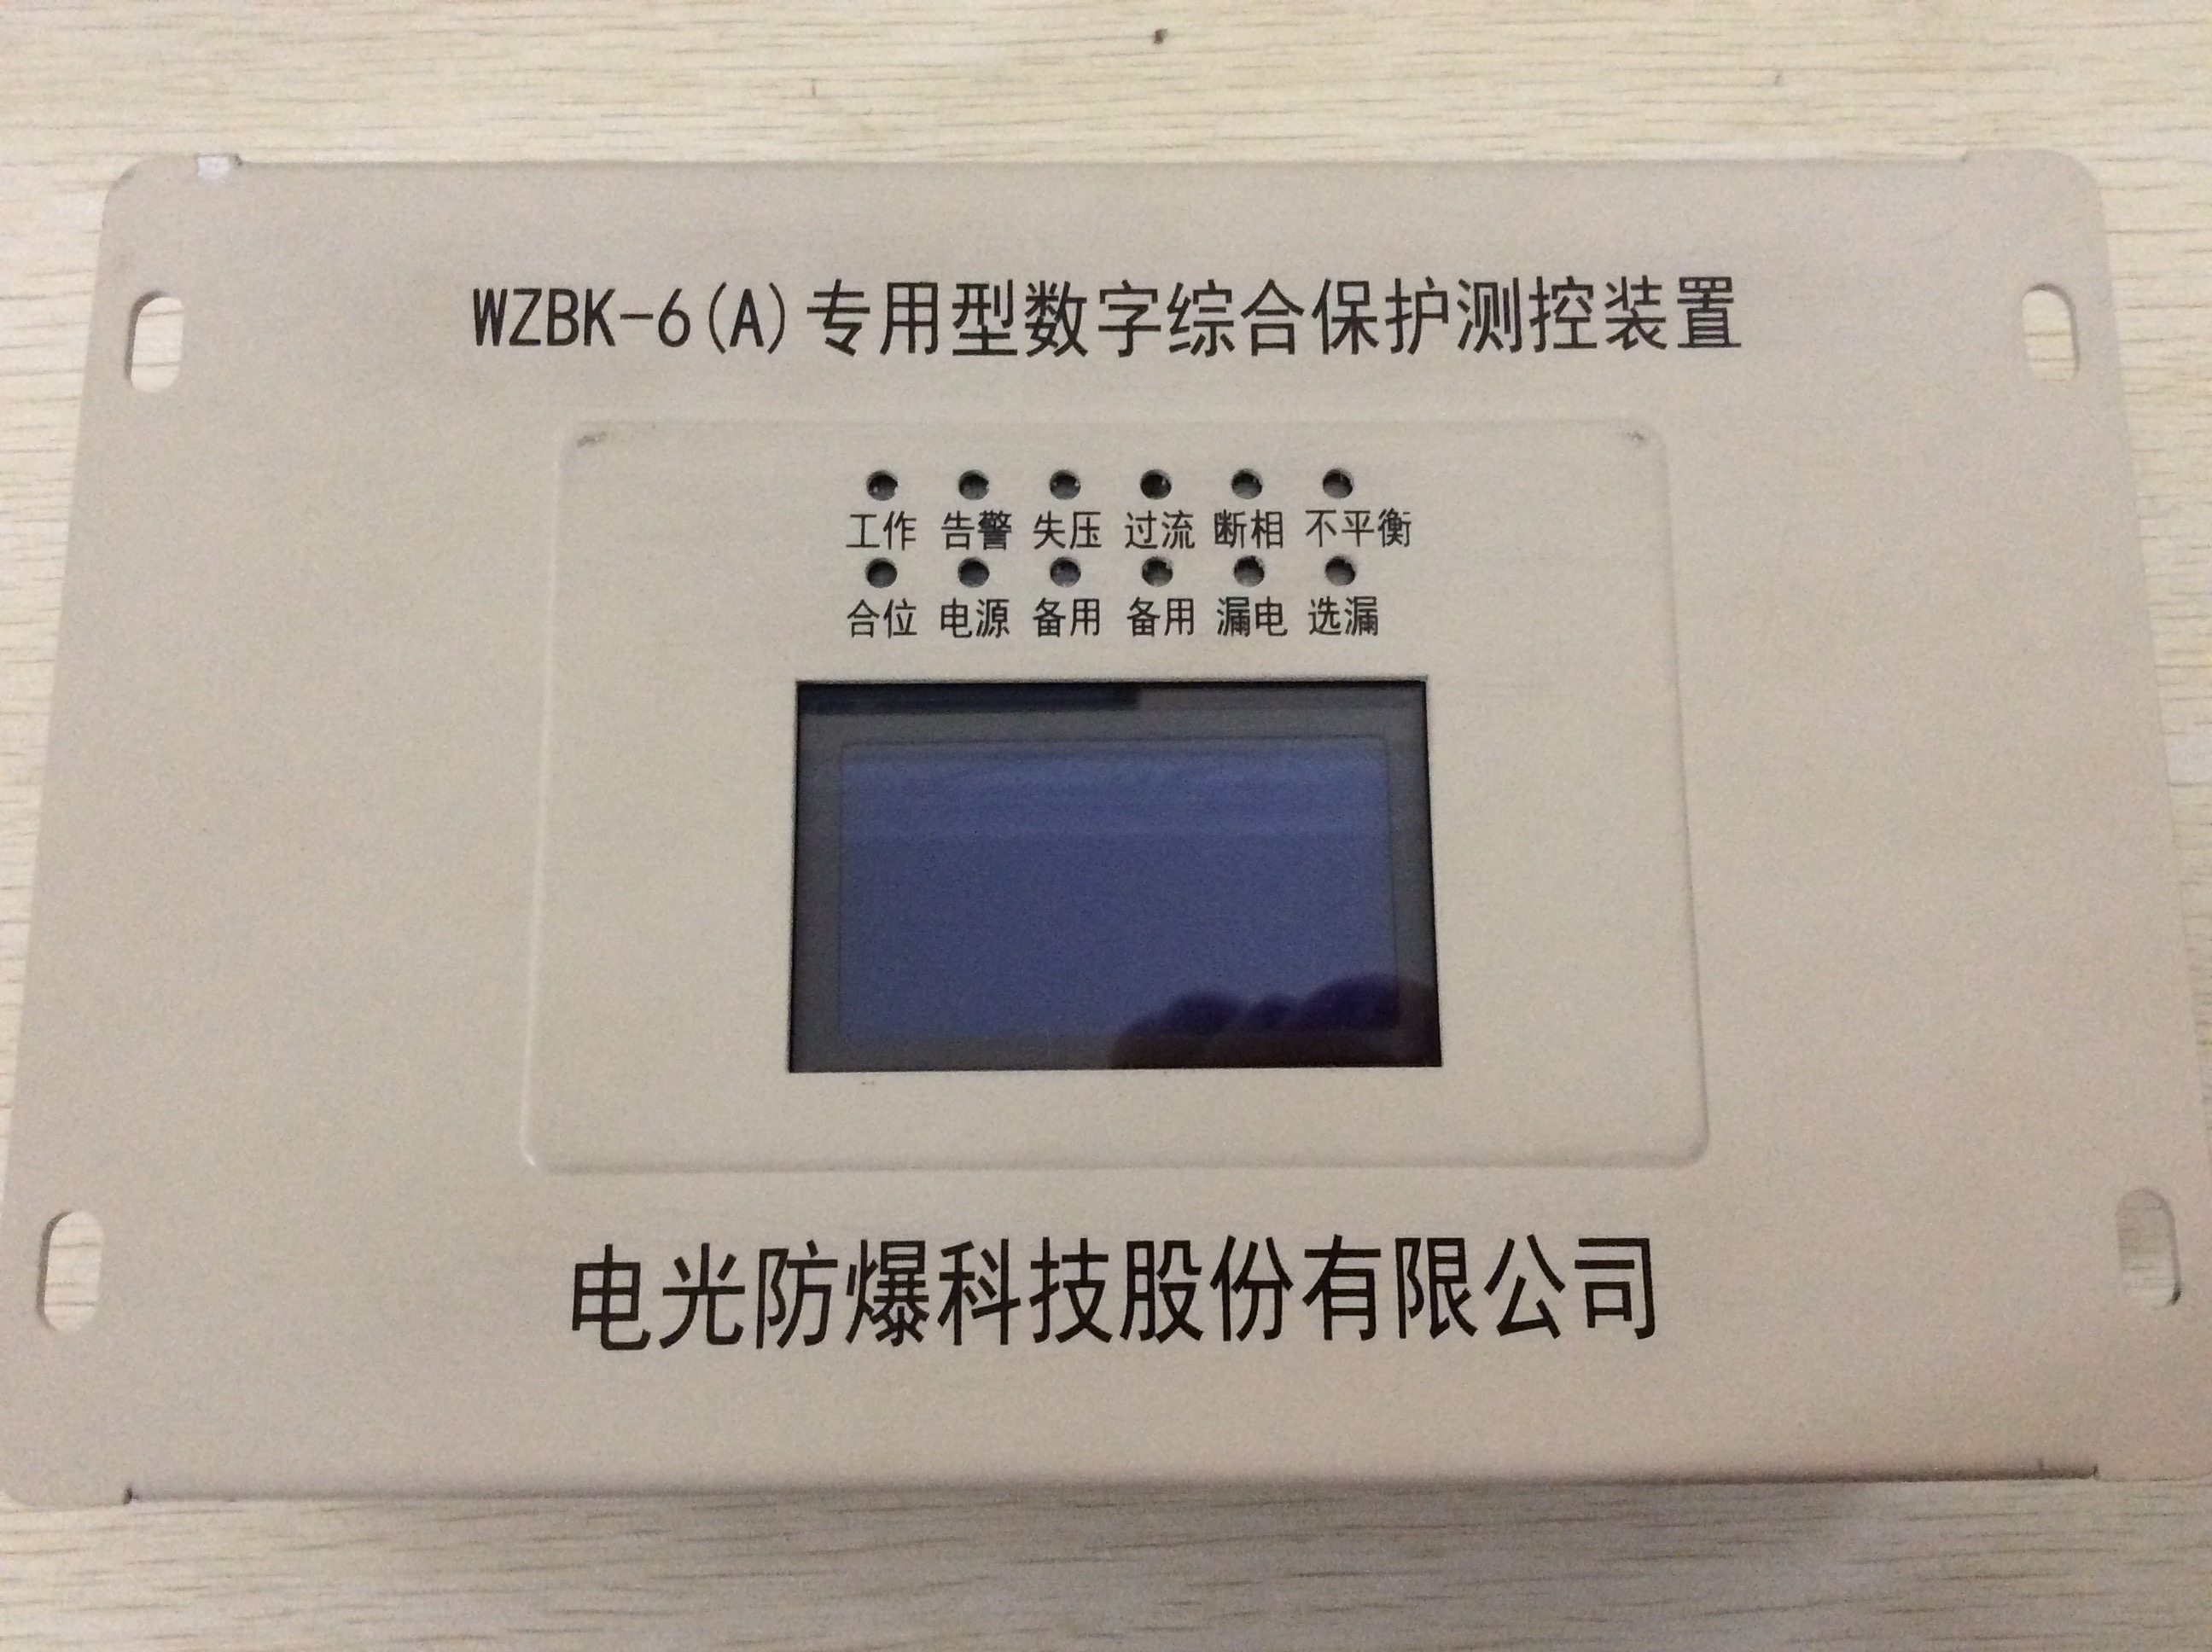 WZBK-6(A)专用型数字综合保护测控装置
工作 告警 失压 过流 断相 不平衡
合位 电源 备用 备用 漏电 选漏
电光防爆科技股份有限公司